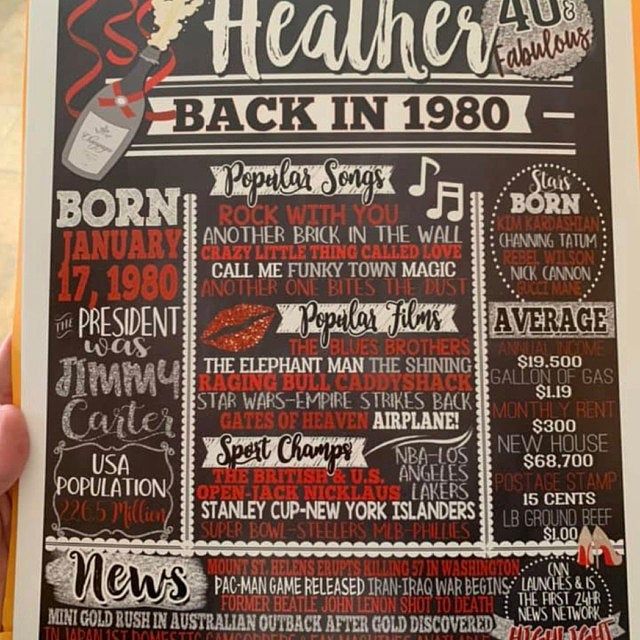 Heather
40 &
Fabulous
BACK IN 1980
Champagne
BORN
JANUARY
17, 1980
THE PRESIDENT
was
JIMMY
Carter
USA
POPULATION
226.5 Million
Popular Songs
ROCK WITH YOU
ANOTHER BRICK IN THE WALL
CRAZY LITTLE THING CALLED LOVE
CALL ME FUNKY TOWN MAGIC
ANOTHER ONE BITES THE DUST
Popular Films
THE BLUES BROTHERS
THE ELEPHANT MAN THE SHINING
RAGING BULL CADDYSHACK
STAR WARS-EMPIRE STRIKES BACK
GATES OF HEAVEN AIRPLANE!
Sport Champs
NBA-LOS
ANGELES
LAKERS
THE BRITISH & U.S.
OPEN-JACK NICKLAUS
STANLEY CUP-NEW YORK ISLANDERS
SUPER BOWL-STEELERS MLB-PHILLIES
Stars
BORN
KIM KARDASHIAN
CHANNING TATUM
REBEL WILSON
NICK CANNON
GUCCI MANE
AVERAGE
ANNUAL INCOME
$19,500
GALLON OF GAS
$1.19
MONTHLY RENT
$300
NEW HOUSE
$68,700
POSTAGE STAMP
15 CENTS
LB GROUND BEEF
$1.00
News
MOUNT ST. HELENS ERUPTS KILLING 57 IN WASHINGTON
PAC-MAN GAME RELEASED IRAN-IRAQ WAR BEGINS
FORMER BEATLE JOHN LENON SHOT TO DEATH
MINI GOLD RUSH IN AUSTRALIAN OUTBACK AFTER GOLD DISCOVERED
IN JAPAN 1ST DOMESTIC CAMCORDERS
CNN
LAUNCHES & IS
THE FIRST 24HR
NEWS NETWORK